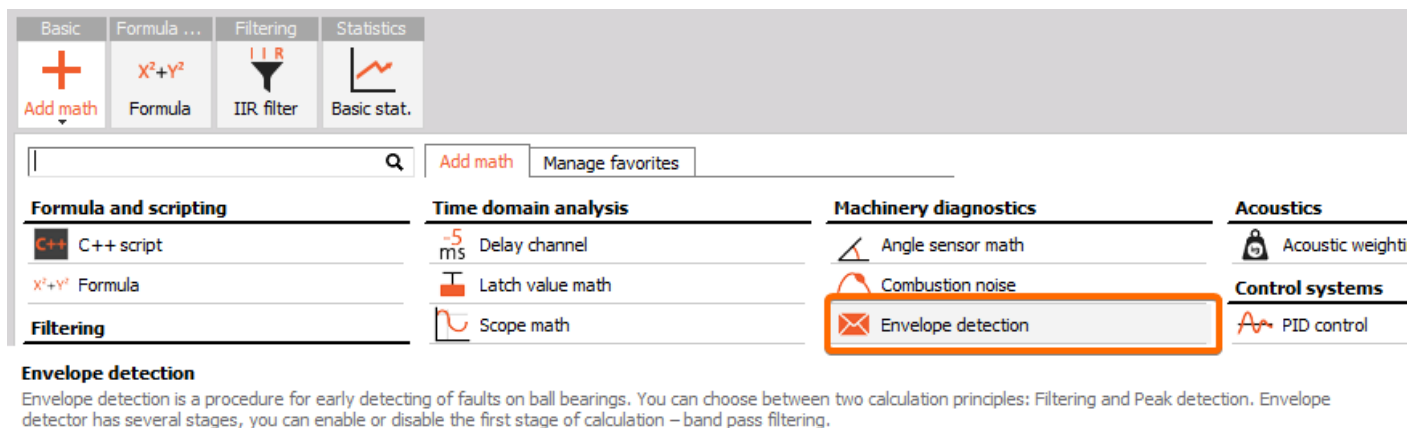 Basic
Formula ...
Filtering
Statistics
X²+Y²
I I R
Add math
Formula
IIR filter
Basic stat.
Add math
Manage favorites
Formula and scripting
Time domain analysis
Machinery diagnostics
Acoustics
C++
C++ script
-5
ms
Delay channel
Angle sensor math
kg
Acoustic weighti
X²+Y²
Formula
Latch value math
Combustion noise
Control systems
Filtering
Scope math
Envelope detection
PID control
Envelope detection
Envelope detection is a procedure for early detecting of faults on ball bearings. You can choose between two calculation principles: Filtering and Peak detection. Envelope
detector has several stages, you can enable or disable the first stage of calculation – band pass filtering.